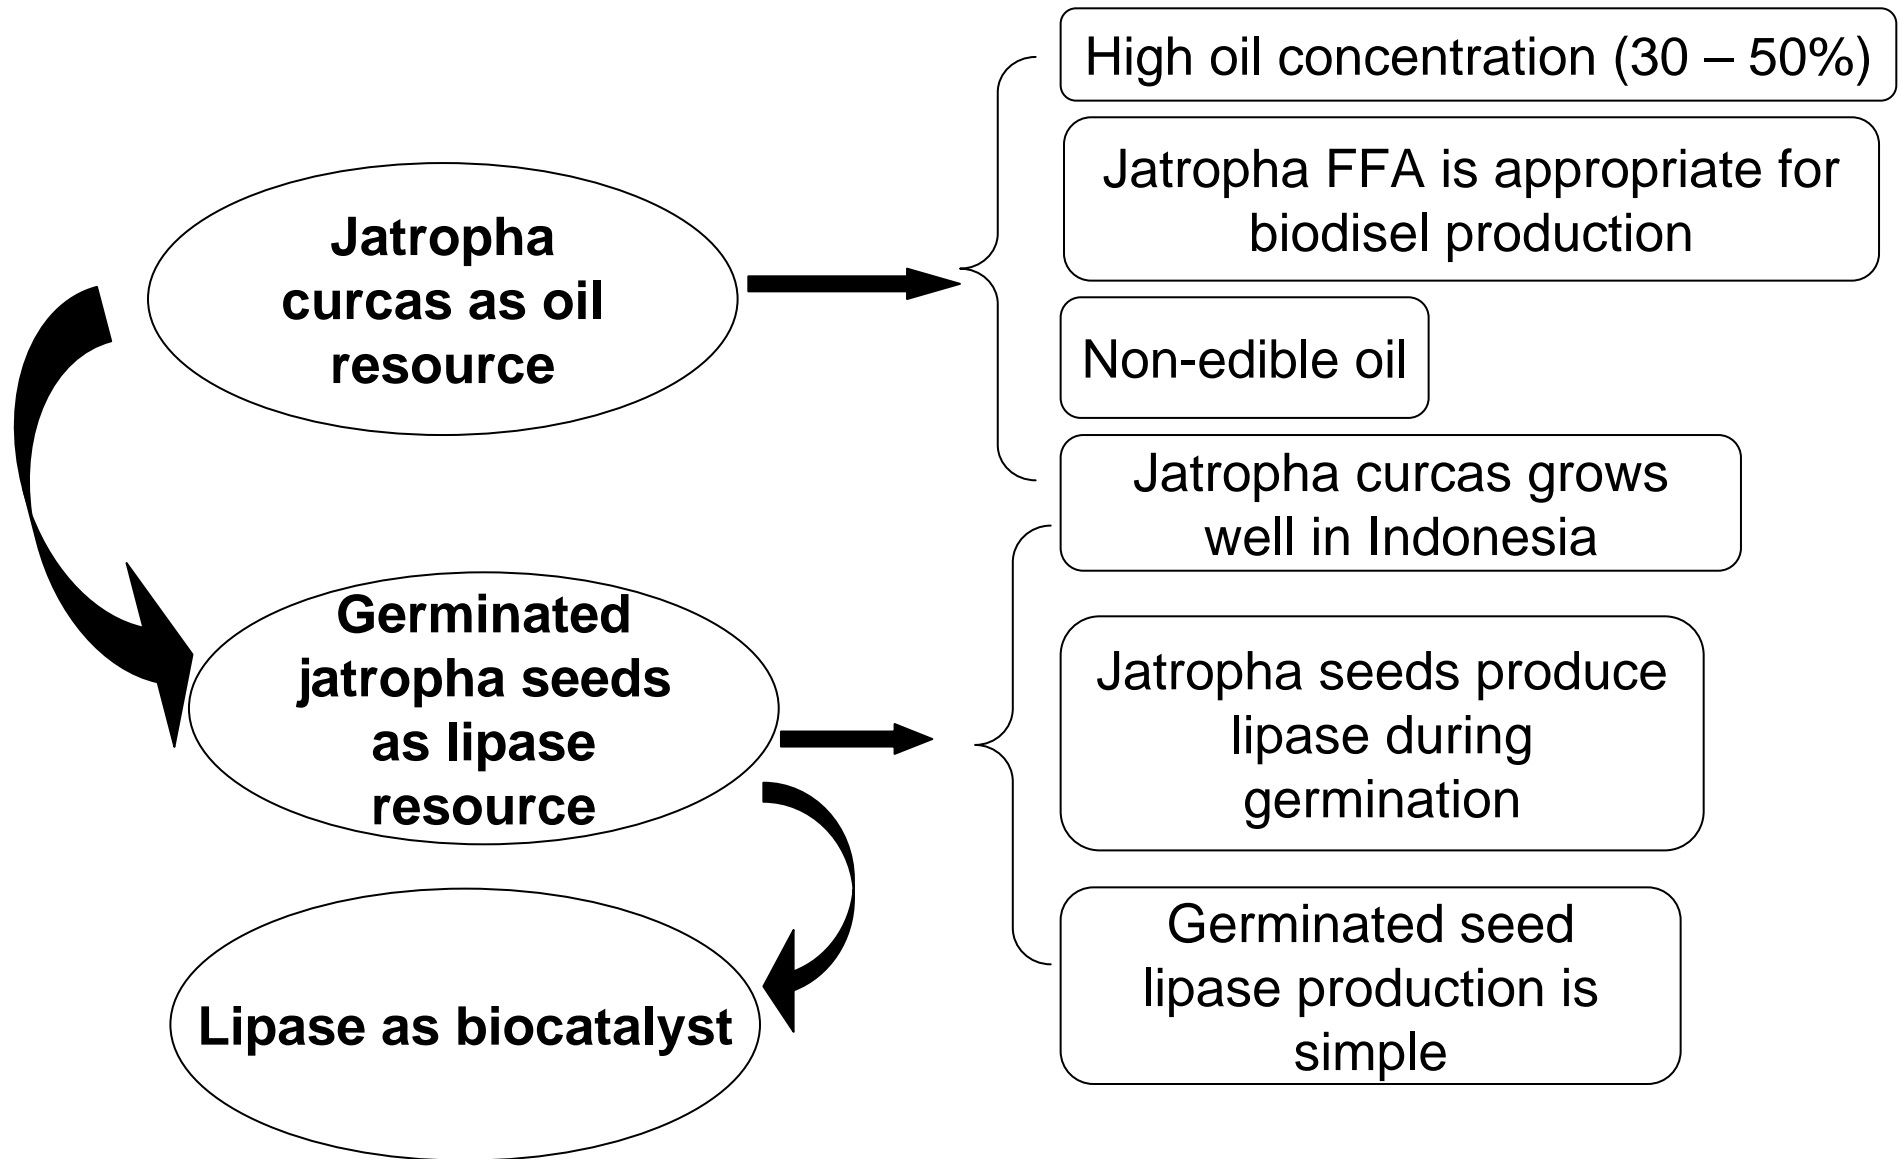 Jatropha
curcas as oil
resource
High oil concentration (30 – 50%)
Jatropha FFA is appropriate for
biodisel production
Non-edible oil
Jatropha curcas grows
well in Indonesia
Germinated
jatropha seeds
as lipase
resource
Jatropha seeds produce
lipase during
germination
Germinated seed
lipase production is
simple
Lipase as biocatalyst